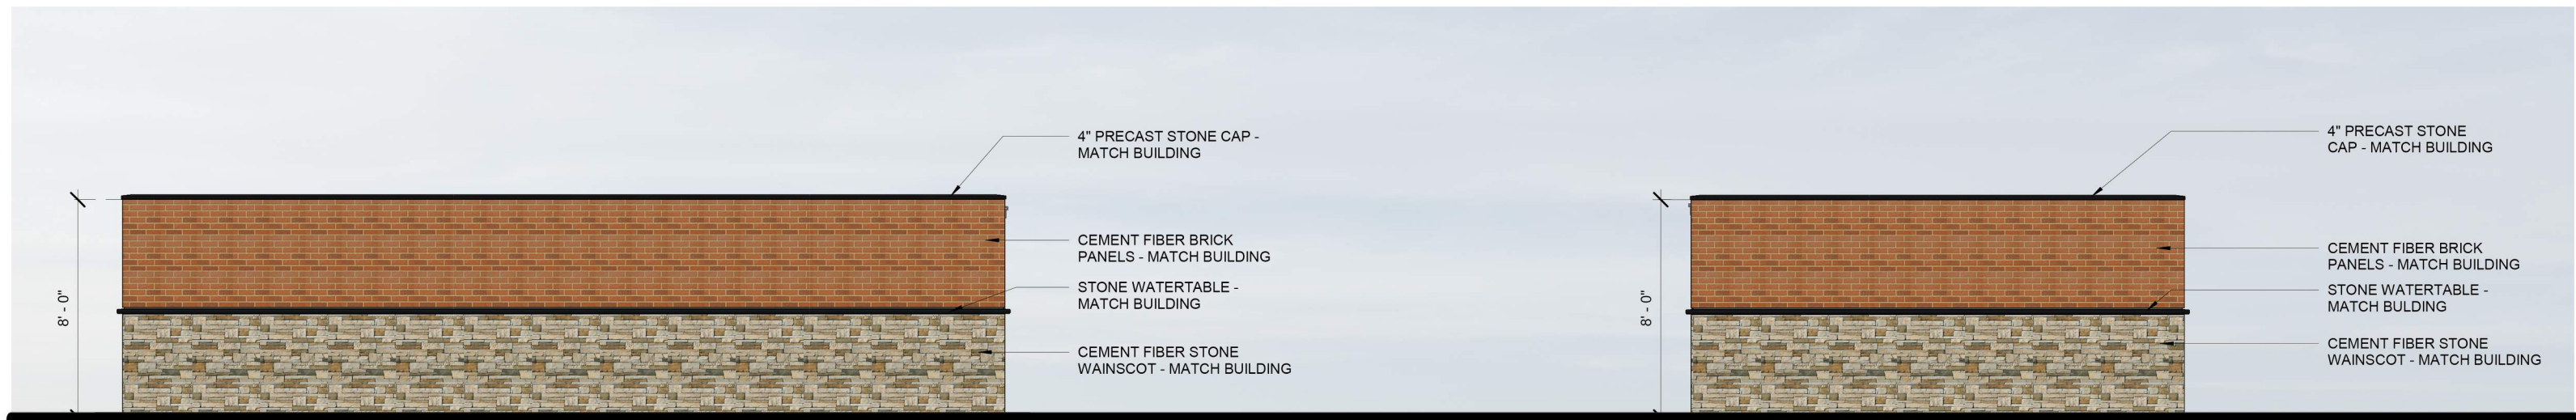 4" PRECAST STONE CAP -
MATCH BUILDING
CEMENT FIBER BRICK
PANELS - MATCH BUILDING
STONE WATERTABLE -
MATCH BUILDING
CEMENT FIBER STONE
WAINSCOT - MATCH BUILDING
8' - 0"
4" PRECAST STONE
CAP - MATCH BUILDING
CEMENT FIBER BRICK
PANELS - MATCH BUILDING
STONE WATERTABLE -
MATCH BULDING
CEMENT FIBER STONE
WAINSCOT - MATCH BUILDING
8' - 0"